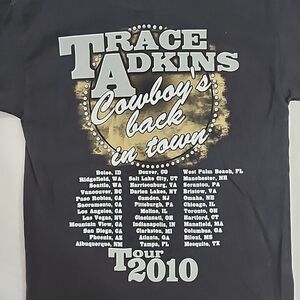 TRACE
ADKINS
Cowboy's
back
in town
Boise, ID Denver, CO West Palm Beach, FL
Ridgefield, WA Salt Lake City, UT Manchester, NH
Seattle, WA Harrisonburg, VA Scranton, PA
Vancouver, BC Darien Lakes, NY Bristol, VA
Paso Robles, CA Camden, NJ Omaha, NE
Sacramento, CA Pittsburgh, PA Chicago, IL
Los Angeles, CA Moline, IL Toronto, ON
Las Vegas, NV Cincinnati, OH Hartford, CT
Mountain View, CA Indianapolis, IN Mansfield, MA
San Diego, CA Clarkston, MI Columbus, GA
Phoenix, AZ Atlanta, GA Biloxi, MS
Albuquerque, NM Tampa, FL Mesquite, TX
Tour
2010